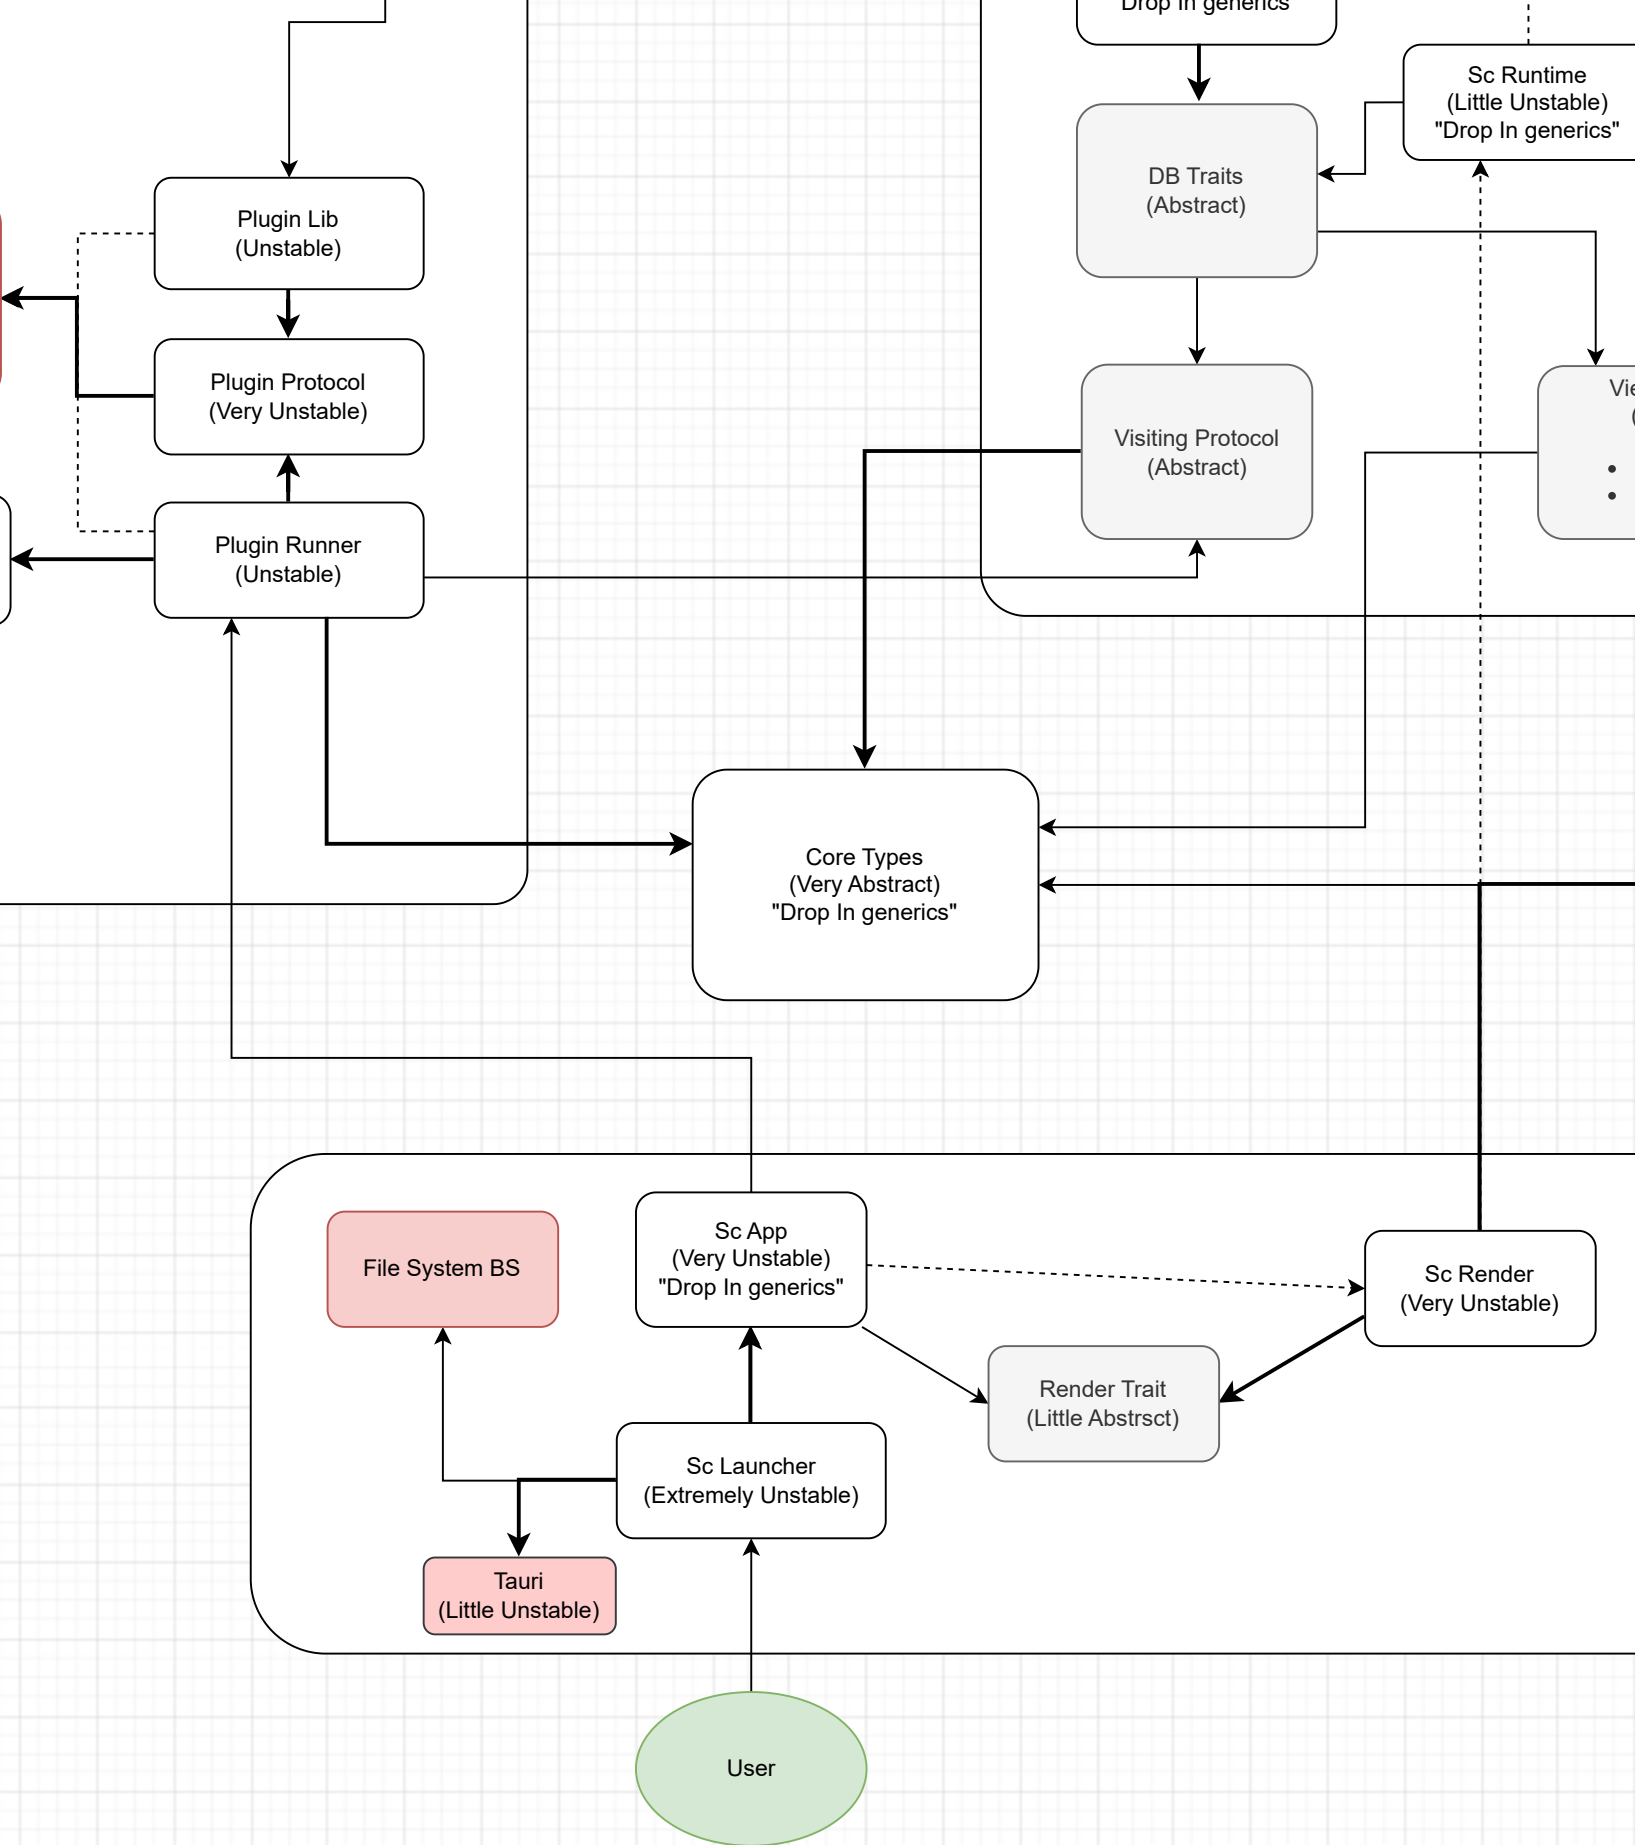 Drop In generics"
Sc Runtime
(Little Unstable)
"Drop In generics"
DB Traits
(Abstract)
Plugin Lib
(Unstable)
Plugin Protocol
(Very Unstable)
Visiting Protocol
(Abstract)
Plugin Runner
(Unstable)
Core Types
(Very Abstract)
"Drop In generics"
Sc App
(Very Unstable)
"Drop In generics"
File System BS
Sc Render
(Very Unstable)
Render Trait
(Little Abstrsct)
Sc Launcher
(Extremely Unstable)
Tauri
(Little Unstable)
User